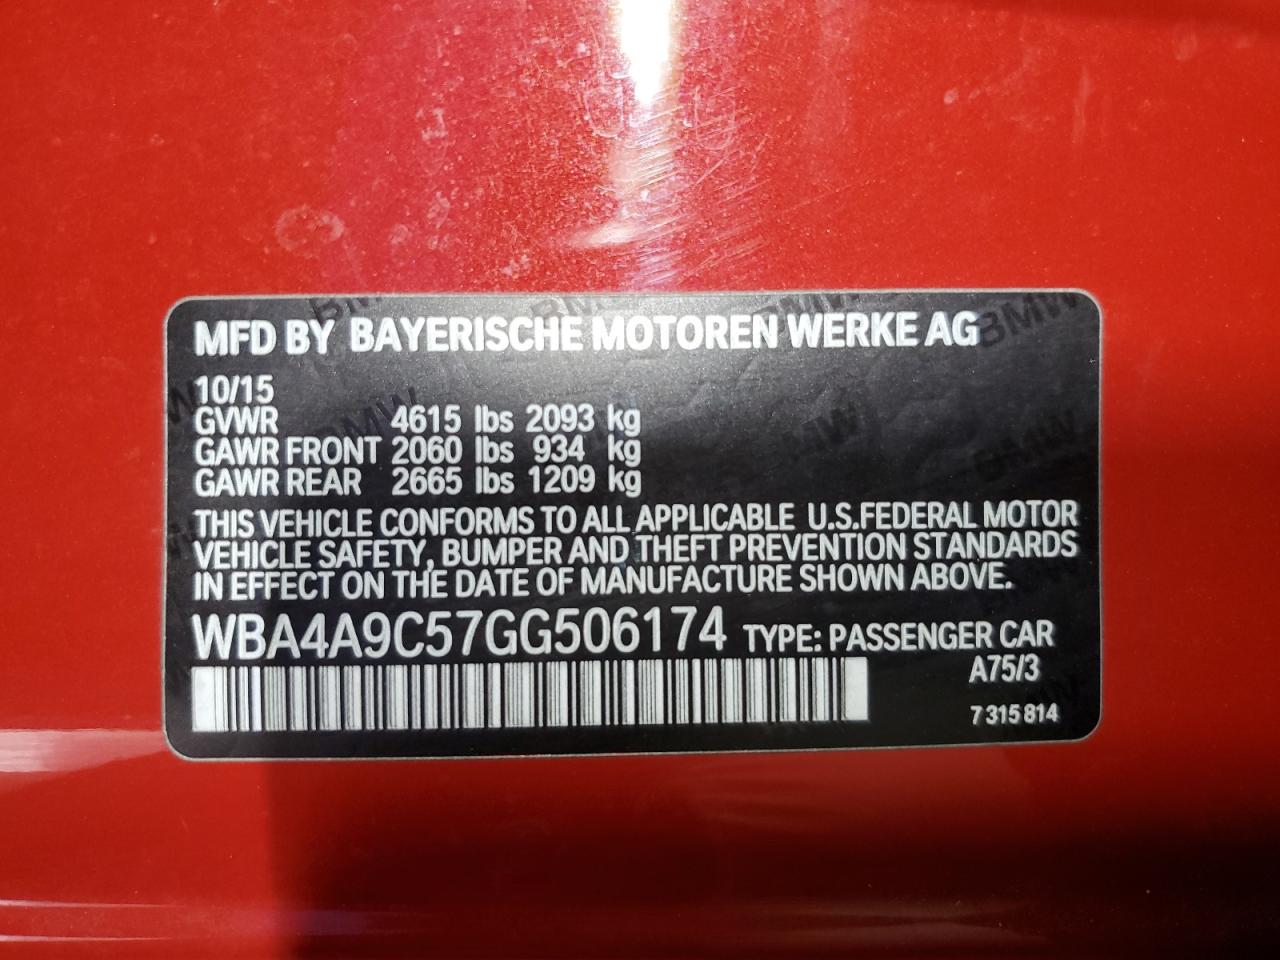 MFD BY BAYERISCHE MOTOREN WERKE AG
10/15
GVWR 4615 lbs 2093 kg
GAWR FRONT 2060 lbs 934 kg
GAWR REAR 2665 lbs 1209 kg
THIS VEHICLE CONFORMS TO ALL APPLICABLE U.S.FEDERAL MOTOR
VEHICLE SAFETY, BUMPER AND THEFT PREVENTION STANDARDS
IN EFFECT ON THE DATE OF MANUFACTURE SHOWN ABOVE.
WBA4A9C57GG506174 TYPE: PASSENGER CAR
A75/3
7 315 814